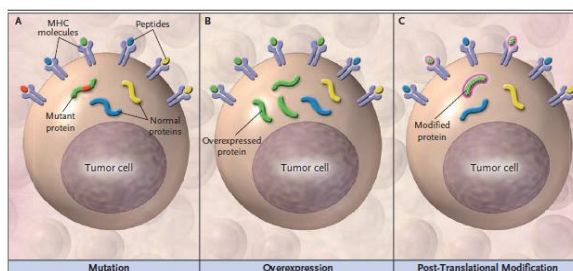 A
MHC
molecules
Peptides
Mutant
protein
Normal
proteins
Tumor cell
Mutation
B
Overexpressed
protein
Tumor cell
Overexpression
C
Modified
protein
Tumor cell
Post-Translational Modification